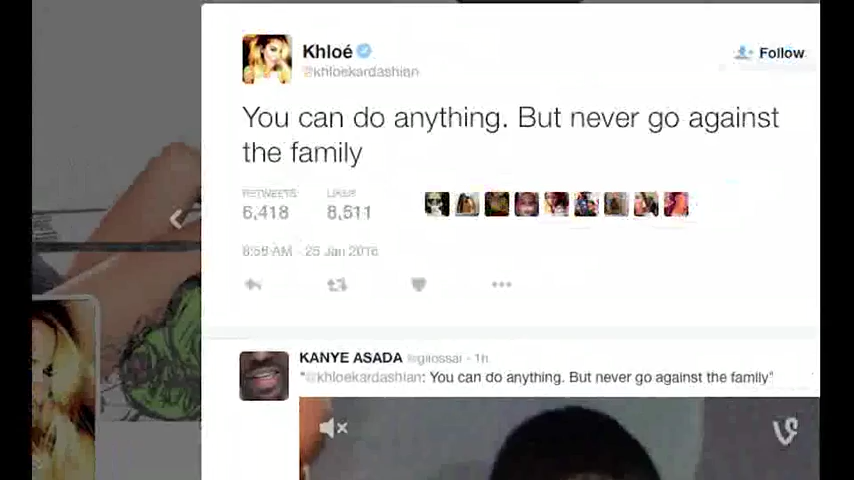 Khloé
@khloekardashian
Follow
You can do anything. But never go against
the family
RETWEETS
LIKES
6,418
8,511
8:56 AM - 25 Jan 2016
KANYE ASADA - 1h
"@khloekardashian: You can do anything. But never go against the family"